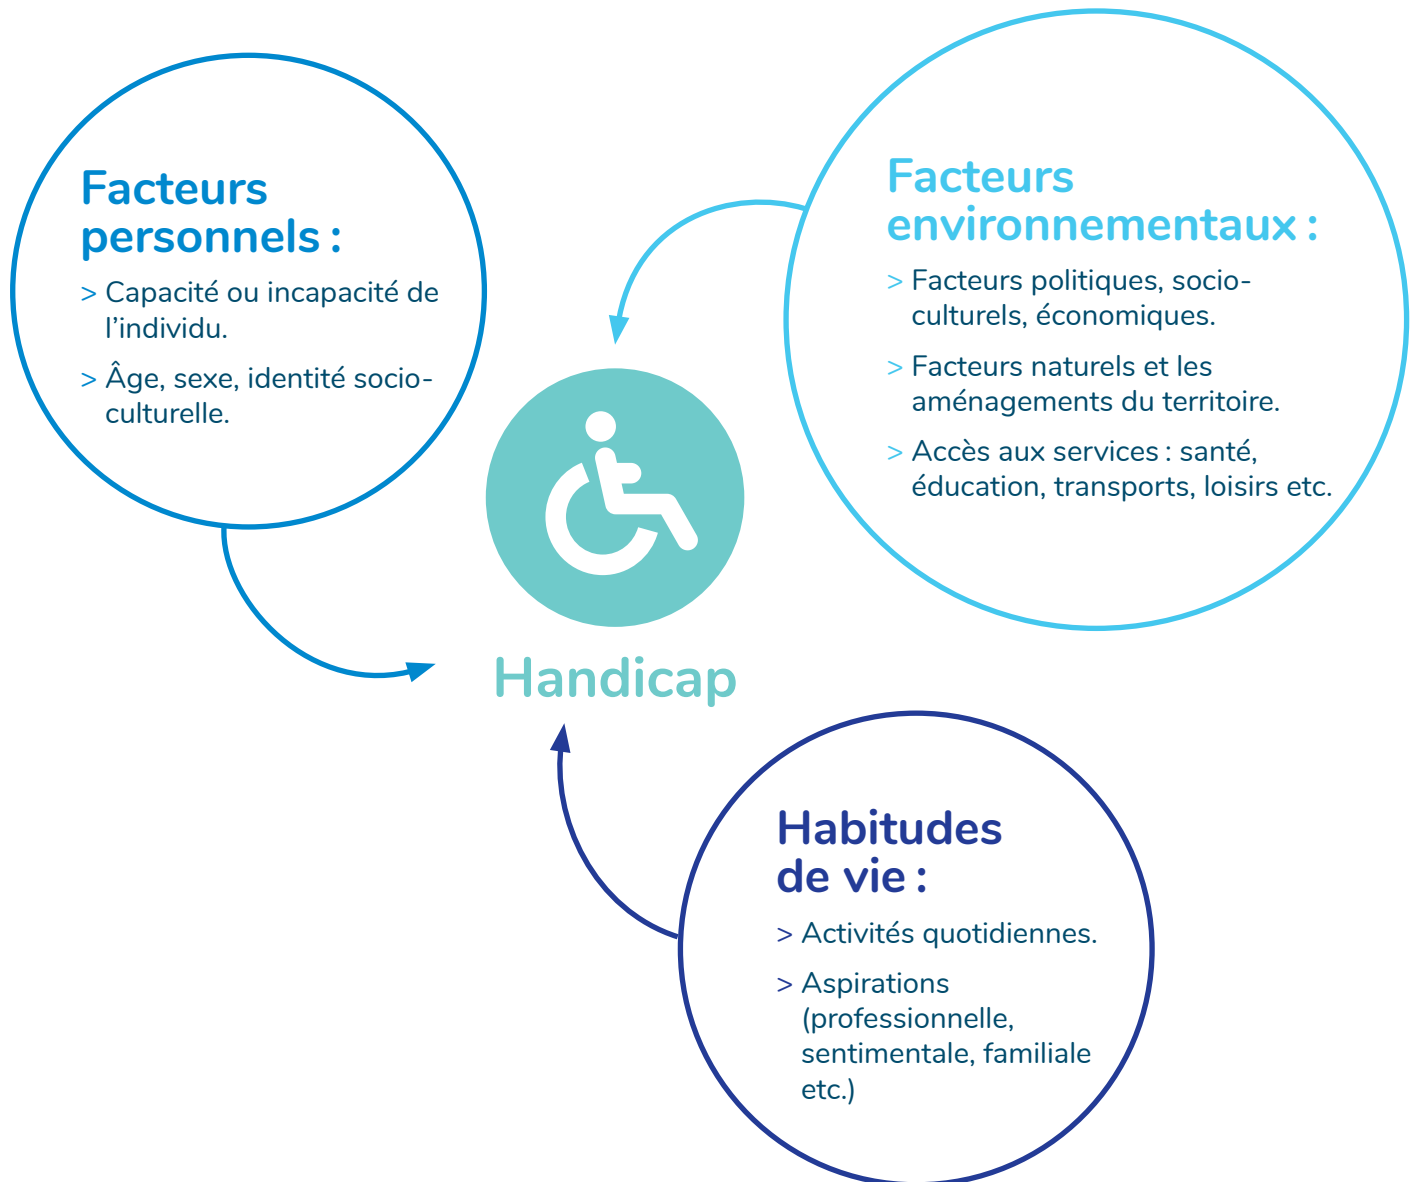 Facteurs
personnels :
> Capacité ou incapacité de
l’individu.
> Âge, sexe, identité socio-
culturelle.
Facteurs
environnementaux :
> Facteurs politiques, socio-
culturels, économiques.
> Facteurs naturels et les
aménagements du territoire.
> Accès aux services : santé,
éducation, transports, loisirs etc.
Handicap
Habitudes
de vie :
> Activités quotidiennes.
> Aspirations
(professionnelle,
sentimentale, familiale
etc.)